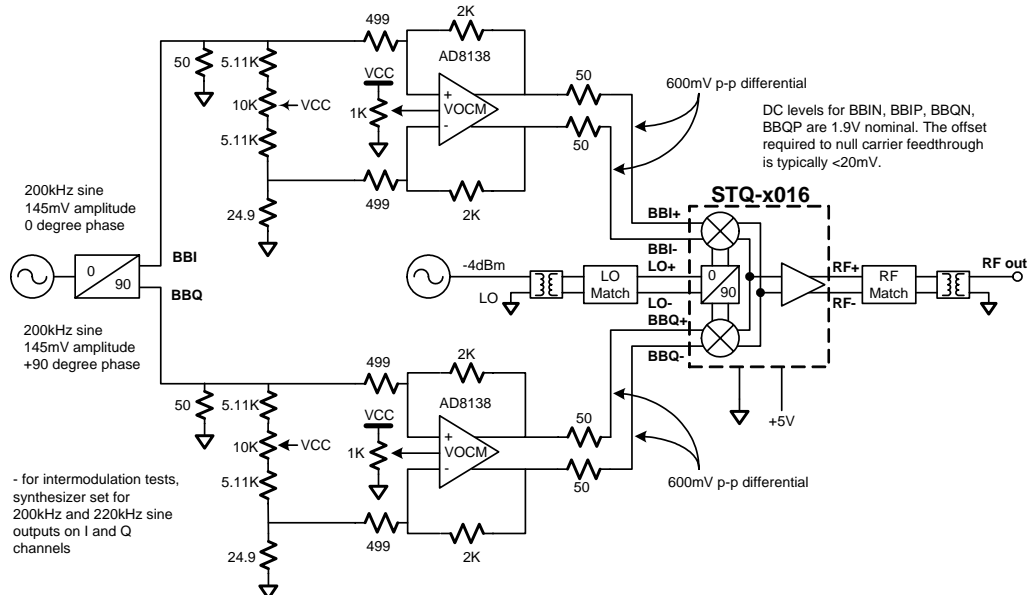 499
2K
AD8138
50
5.11K
10K
VCC
5.11K
VCC
1K
+
VOCM
-
50
50
600mV p-p differential
DC levels for BBIN, BBIP, BBQN,
BBQP are 1.9V nominal. The offset
required to null carrier feedthrough
is typically <20mV.
499
2K
24.9
200kHz sine
145mV amplitude
0 degree phase
0
90
BBI
BBQ
200kHz sine
145mV amplitude
+90 degree phase
STQ-x016
BBI+
BBI-
-4dBm
LO
LO
Match
LO+
LO-
0
90
BBQ+
BBQ-
RF+
RF-
RF
Match
RF out
+5V
499
2K
AD8138
50
5.11K
10K
VCC
5.11K
VCC
1K
+
VOCM
-
50
50
600mV p-p differential
499
2K
24.9
- for intermodulation tests,
synthesizer set for
200kHz and 220kHz sine
outputs on I and Q
channels